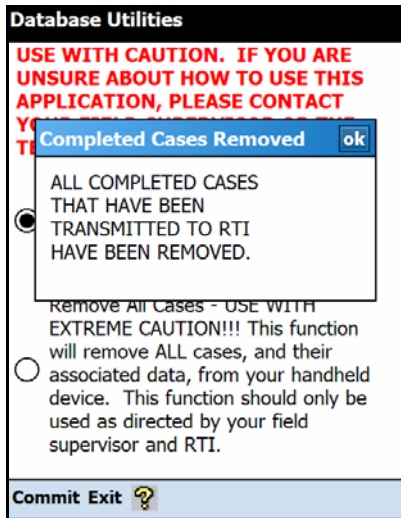 Database Utilities
USE WITH CAUTION. IF YOU ARE
UNSURE ABOUT HOW TO USE THIS
APPLICATION, PLEASE CONTACT
Completed Cases Removed ok
ALL COMPLETED CASES
THAT HAVE BEEN
TRANSMITTED TO RTI
HAVE BEEN REMOVED.
Remove All Cases - USE WITH
EXTREME CAUTION!!! This function
will remove ALL cases, and their
associated data, from your handheld
device. This function should only be
used as directed by your field
supervisor and RTI.
Commit Exit